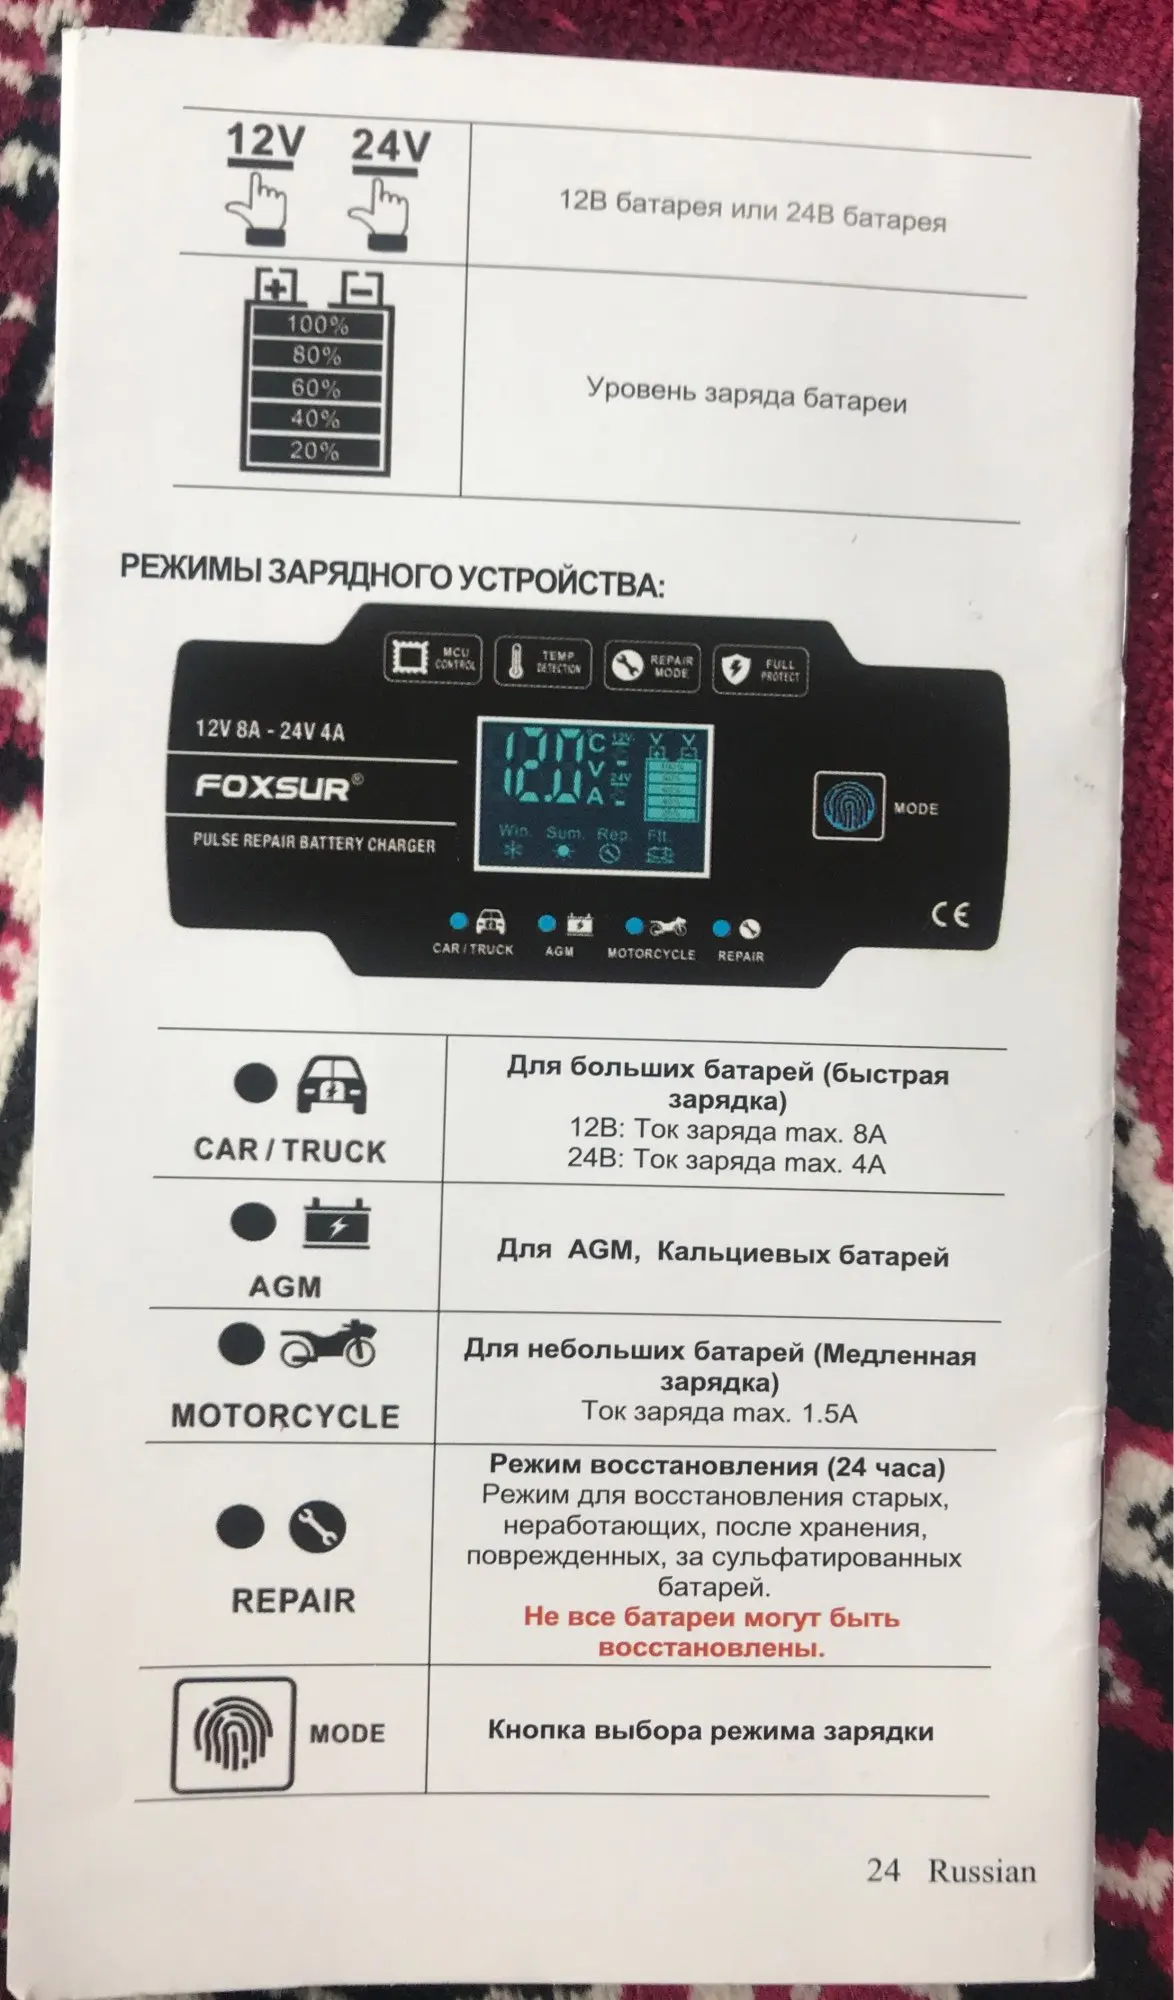 12V 24V
12В батарея или 24В батарея
100%
80%
60%
40%
20%
Уровень заряда батареи
РЕЖИМЫ ЗАРЯДНОГО УСТРОЙСТВА:
MCU
CONTROL
TEMP.
DETECTION
REPAIR
MODE
FULL
PROTECT
12V 8A - 24V 4A
FOXSUR®
PULSE REPAIR BATTERY CHARGER
12.0
°C
V
A
12V
24V
Win. Sum. Rep. Flt.
MODE
CE
CAR / TRUCK
AGM
MOTORCYCLE
REPAIR
CAR / TRUCK
Для больших батарей (быстрая
зарядка)
12В: Ток заряда max. 8А
24В: Ток заряда max. 4А
AGM
Для AGM, Кальциевых батарей
MOTORCYCLE
Для небольших батарей (Медленная
зарядка)
Ток заряда max. 1.5А
REPAIR
Режим восстановления (24 часа)
Режим для восстановления старых,
неработающих, после хранения,
поврежденных, за сульфатированных
батарей.
Не все батареи могут быть
восстановлены.
MODE
Кнопка выбора режима зарядки
24 Russian